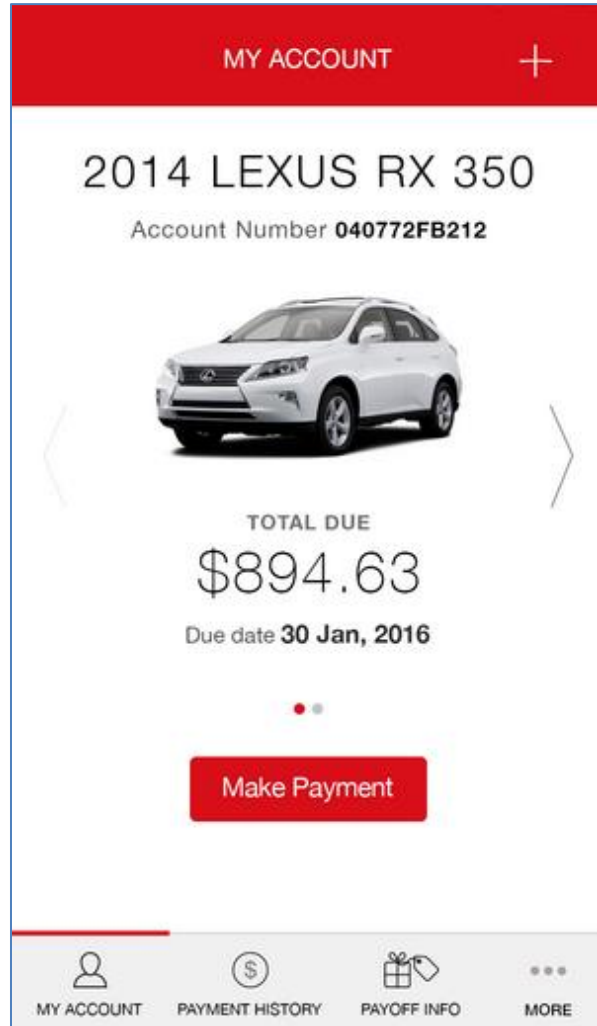 MY ACCOUNT
2014 LEXUS RX 350
Account Number 040772FB212
TOTAL DUE
$894.63
Due date 30 Jan, 2016
Make Payment
MY ACCOUNT PAYMENT HISTORY PAYOFF INFO MORE